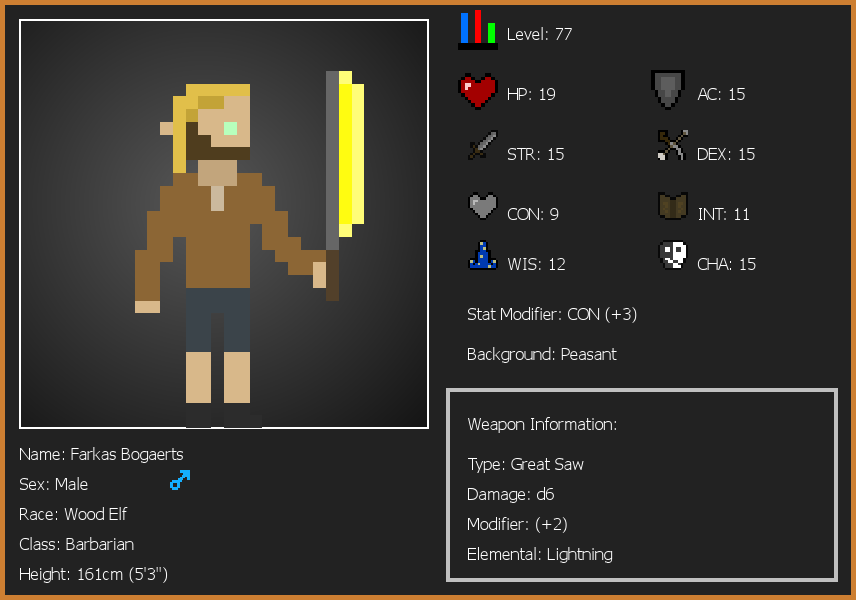 Level: 77
HP: 19
AC: 15
STR: 15
DEX: 15
CON: 9
INT: 11
WIS: 12
CHA: 15
Stat Modifier: CON (+3)
Background: Peasant
Weapon Information:
Type: Great Saw
Damage: d6
Modifier: (+2)
Elemental: Lightning
Name: Farkas Bogaerts
Sex: Male
Race: Wood Elf
Class: Barbarian
Height: 161cm (5'3")